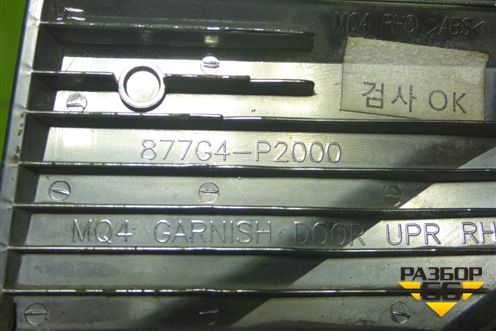 MQ4 RHD >ABS<
검사 OK
877G4-P2000
MQ4 GARNISH DOOR UPR RH
РАЗБОР
66